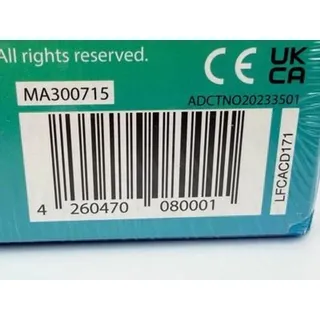 All rights reserved.
CE UK
CA
MA300715
ADCTNO20233501
LFCACD171
4 260470 080001